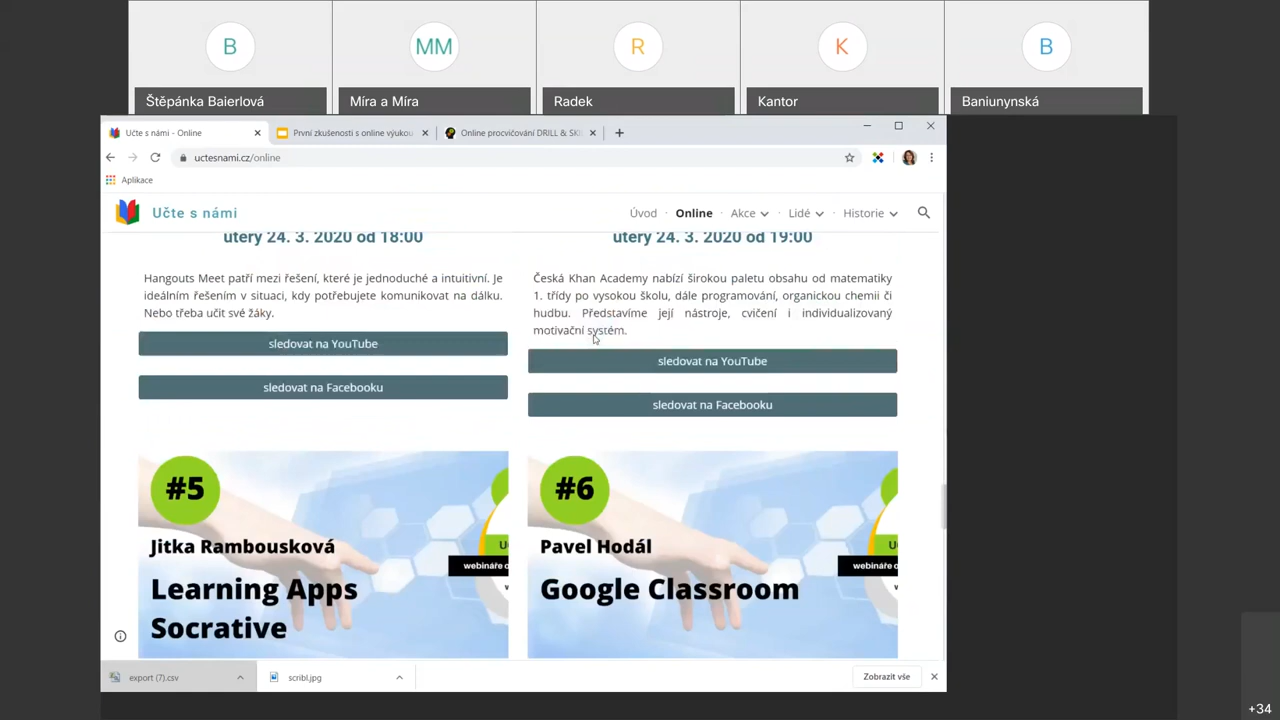 B
MM
R
K
B
Štěpánka Baierlová
Míra a Míra
Radek
Kantor
Baniunynská
Učte s námi - Online
První zkušenosti s online výukou
Online procvičování DRILL & SKI
uctesnami.cz/online
Aplikace
Učte s námi
Úvod
Online
Akce
Lidé
Historie
úterý 24. 3. 2020 od 18:00
úterý 24. 3. 2020 od 19:00
Hangouts Meet patří mezi řešení, které je jednoduché a intuitivní. Je
ideálním řešením v situaci, kdy potřebujete komunikovat na dálku.
Nebo třeba učit své žáky.
sledovat na YouTube
sledovat na Facebooku
Česká Khan Academy nabízí širokou paletu obsahu od matematiky
1. třídy po vysokou školu, dále programování, organickou chemii či
hudbu. Představíme její nástroje, cvičení i individualizovaný
motivační systém.
sledovat na YouTube
sledovat na Facebooku
#5
Jitka Rambousková
Learning Apps
Socrative
webináře o
#6
Pavel Hodál
Google Classroom
webináře o
export (7).csv
scribl.jpg
Zobrazit vše
+34